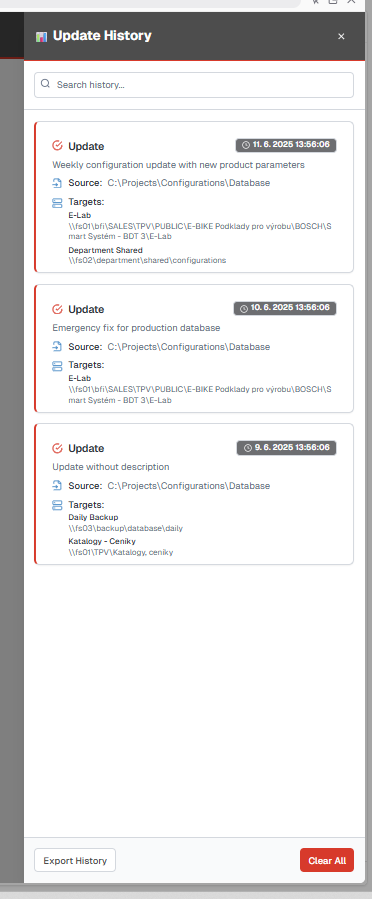 Update History
Search history...
Update
11. 6. 2025 13:56:06
Weekly configuration update with new product parameters
Source: C:\Projects\Configurations\Database
Targets:
E-Lab
\\fs01\bfi\SALES\TPV\PUBLIC\E-BIKE Podklady pro výrobu\BOSCH\S
mart Systém - BDT 3\E-Lab
Department Shared
\\fs02\department\shared\configurations
Update
10. 6. 2025 13:56:06
Emergency fix for production database
Source: C:\Projects\Configurations\Database
Targets:
E-Lab
\\fs01\bfi\SALES\TPV\PUBLIC\E-BIKE Podklady pro výrobu\BOSCH\S
mart Systém - BDT 3\E-Lab
Update
9. 6. 2025 13:56:06
Update without description
Source: C:\Projects\Configurations\Database
Targets:
Daily Backup
\\fs03\backup\database\daily
Katalogy - Ceníky
\\fs01\TPV\Katalogy, ceníky
Export History
Clear All